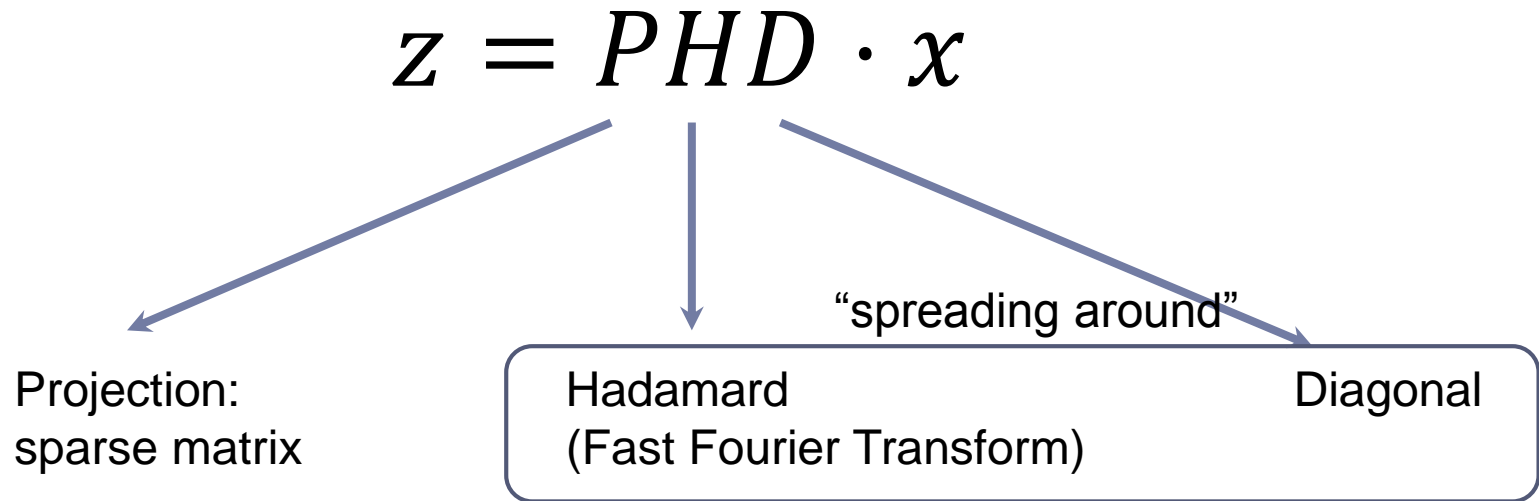 z = PHD · x
“spreading around”
Projection:
sparse matrix
Hadamard
(Fast Fourier Transform)
Diagonal